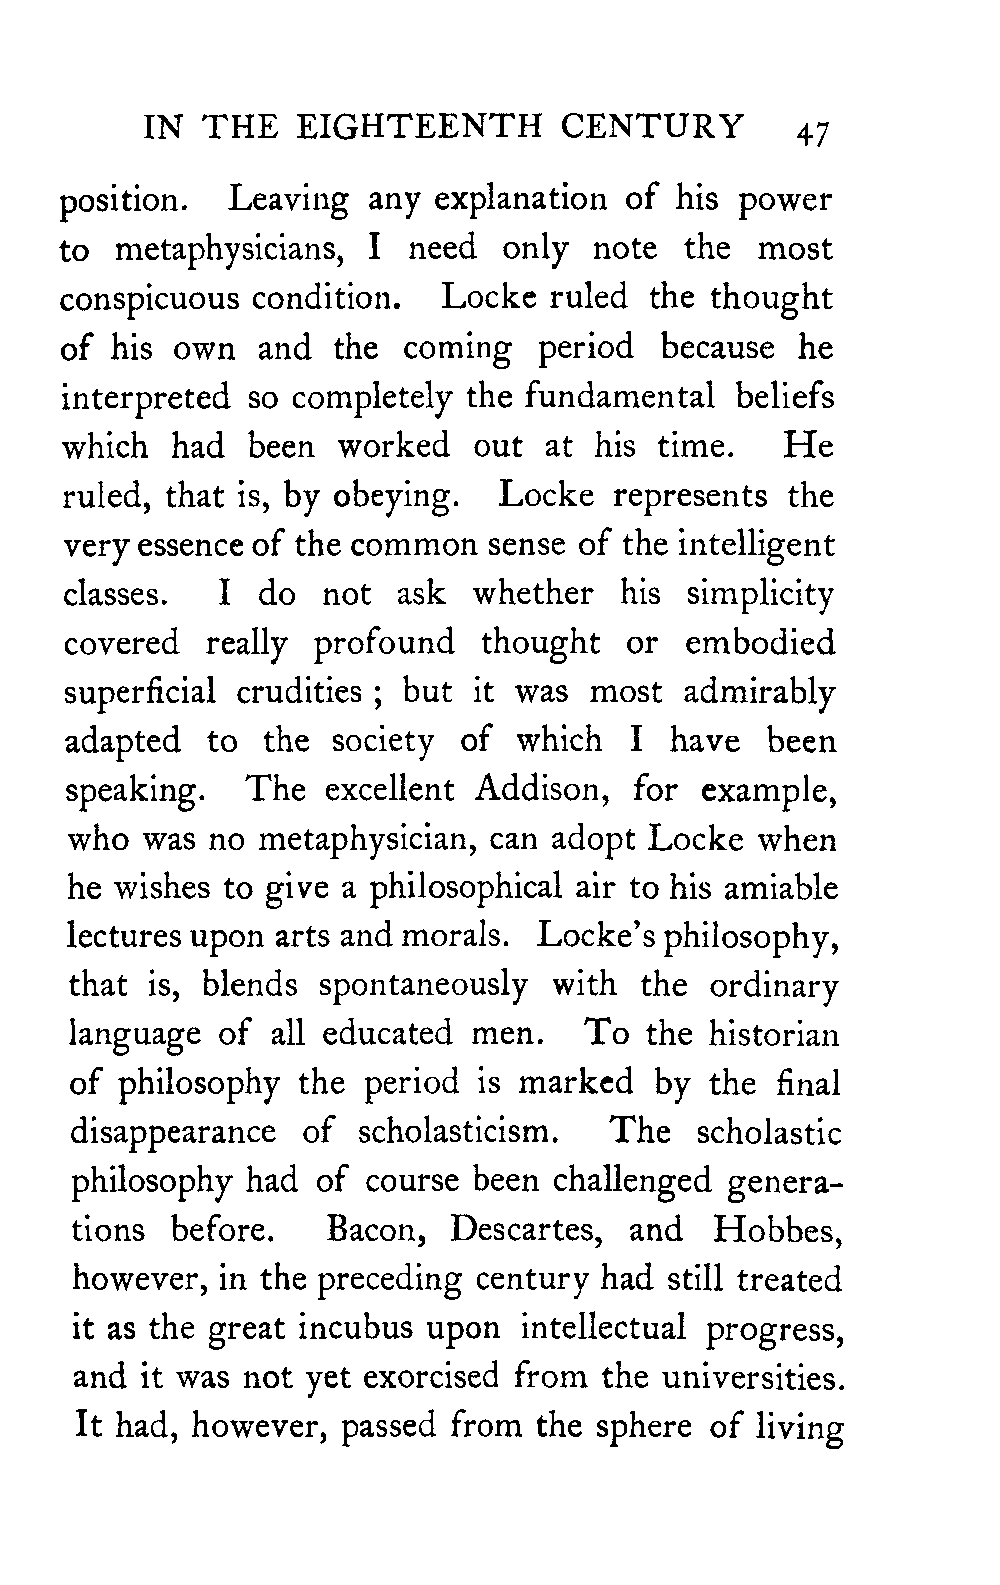 IN THE EIGHTEENTH CENTURY 47
position. Leaving any explanation of his power
to metaphysicians, I need only note the most
conspicuous condition. Locke ruled the thought
of his own and the coming period because he
interpreted so completely the fundamental beliefs
which had been worked out at his time. He
ruled, that is, by obeying. Locke represents the
very essence of the common sense of the intelligent
classes. I do not ask whether his simplicity
covered really profound thought or embodied
superficial crudities ; but it was most admirably
adapted to the society of which I have been
speaking. The excellent Addison, for example,
who was no metaphysician, can adopt Locke when
he wishes to give a philosophical air to his amiable
lectures upon arts and morals. Locke's philosophy,
that is, blends spontaneously with the ordinary
language of all educated men. To the historian
of philosophy the period is marked by the final
disappearance of scholasticism. The scholastic
philosophy had of course been challenged genera-
tions before. Bacon, Descartes, and Hobbes,
however, in the preceding century had still treated
it as the great incubus upon intellectual progress,
and it was not yet exorcised from the universities.
It had, however, passed from the sphere of living